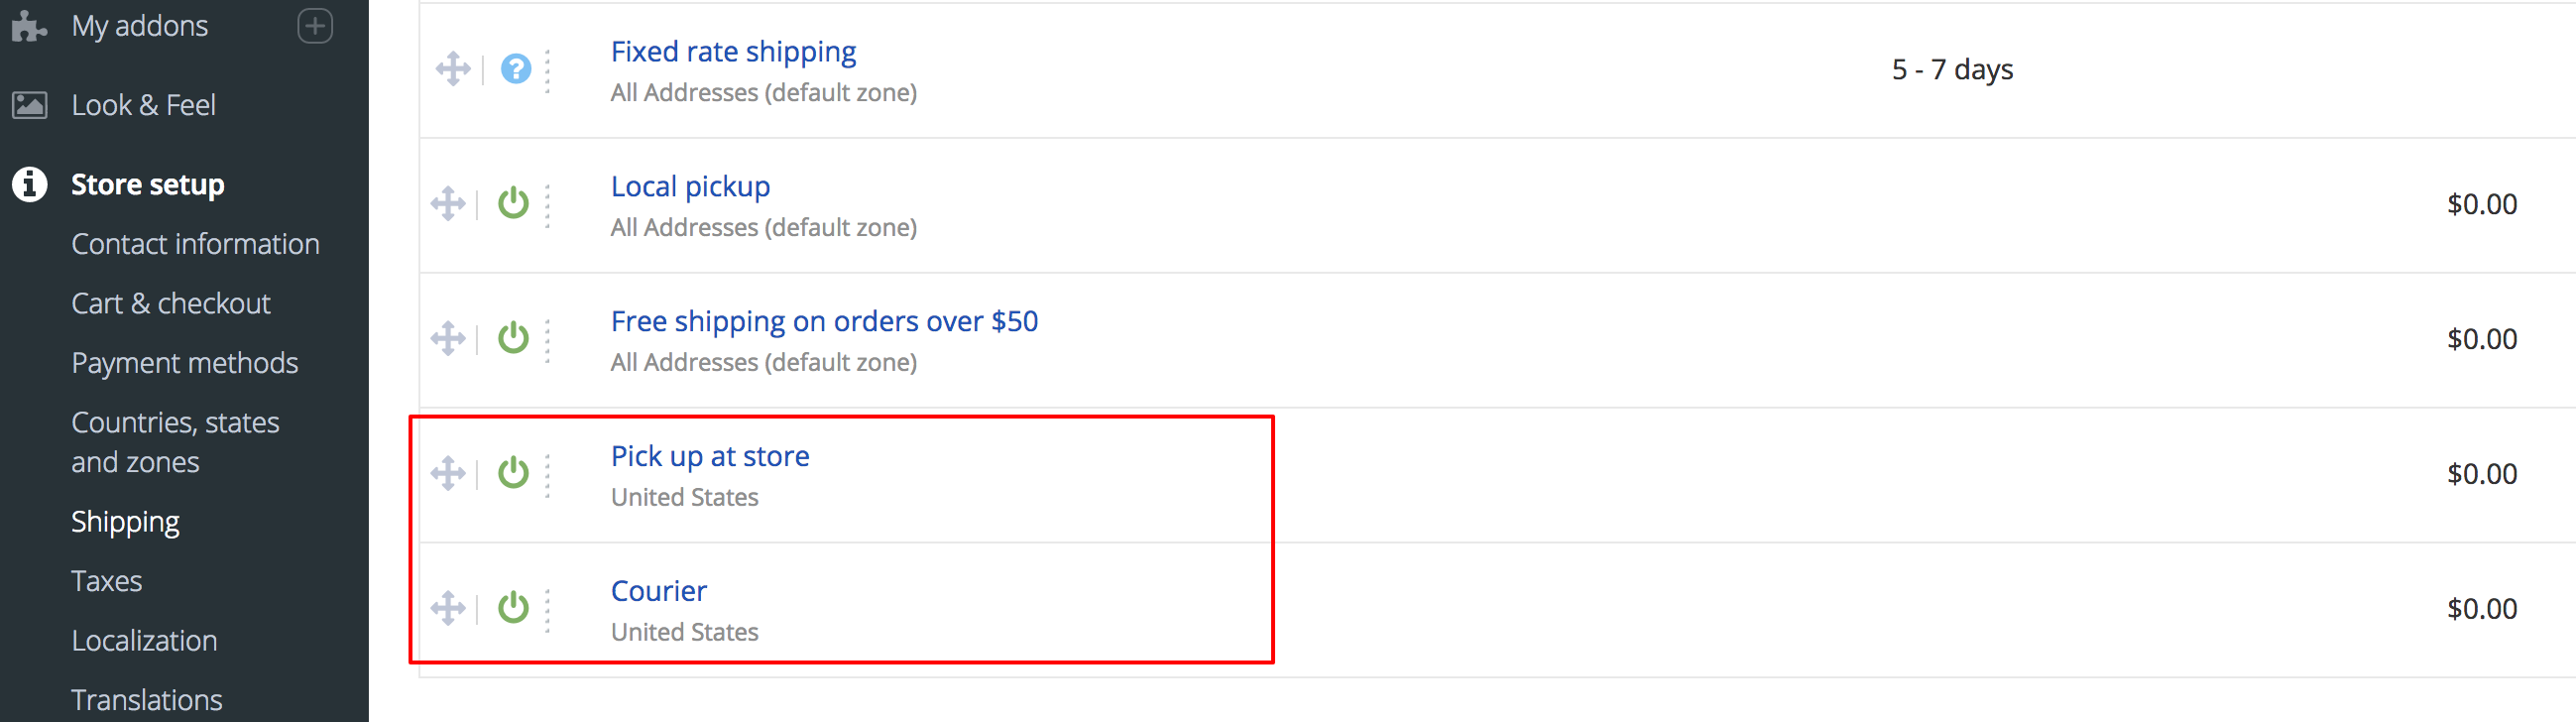 My addons
Look & Feel
Store setup
Contact information
Cart & checkout
Payment methods
Countries, states
and zones
Shipping
Taxes
Localization
Translations
Fixed rate shipping
All Addresses (default zone)
5 - 7 days
Local pickup
All Addresses (default zone)
$0.00
Free shipping on orders over $50
All Addresses (default zone)
$0.00
Pick up at store
United States
$0.00
Courier
United States
$0.00